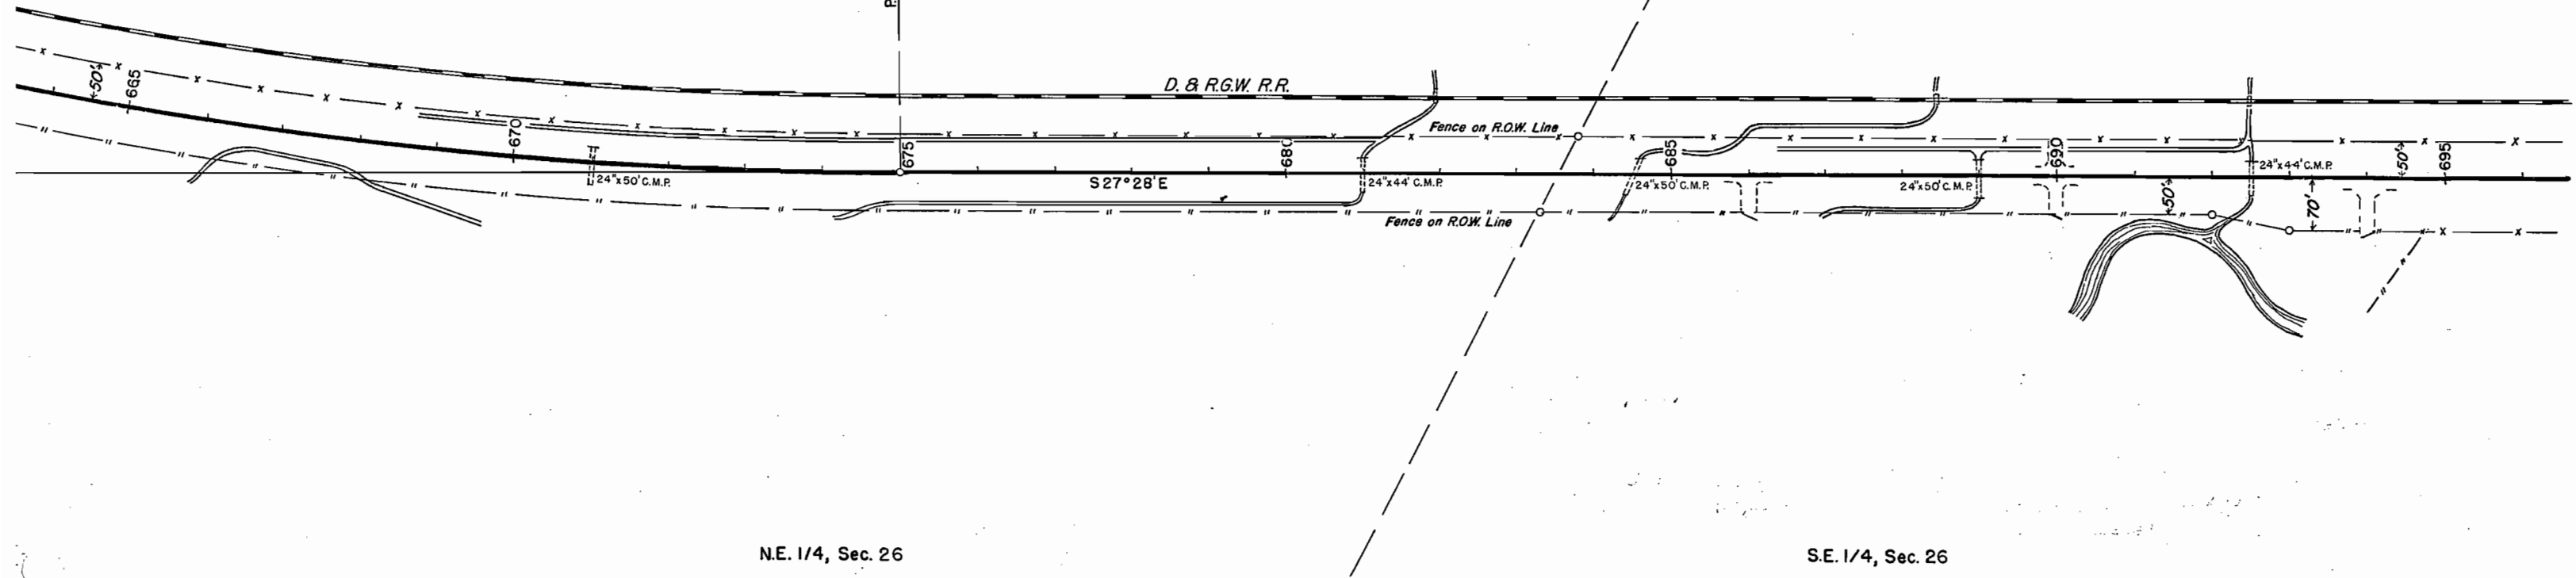 P.
D. & R.G.W. R.R.
50'
665
670
675
680
685
690
695
Fence on R.O.W. Line
24"x50' C.M.P.
S 27° 28' E
24"x44' C.M.P.
24"x50' C.M.P.
24"x50' C.M.P.
24"x44' C.M.P.
50'
50'
70'
Fence on R.O.W. Line
N.E. 1/4, Sec. 26
S.E. 1/4, Sec. 26